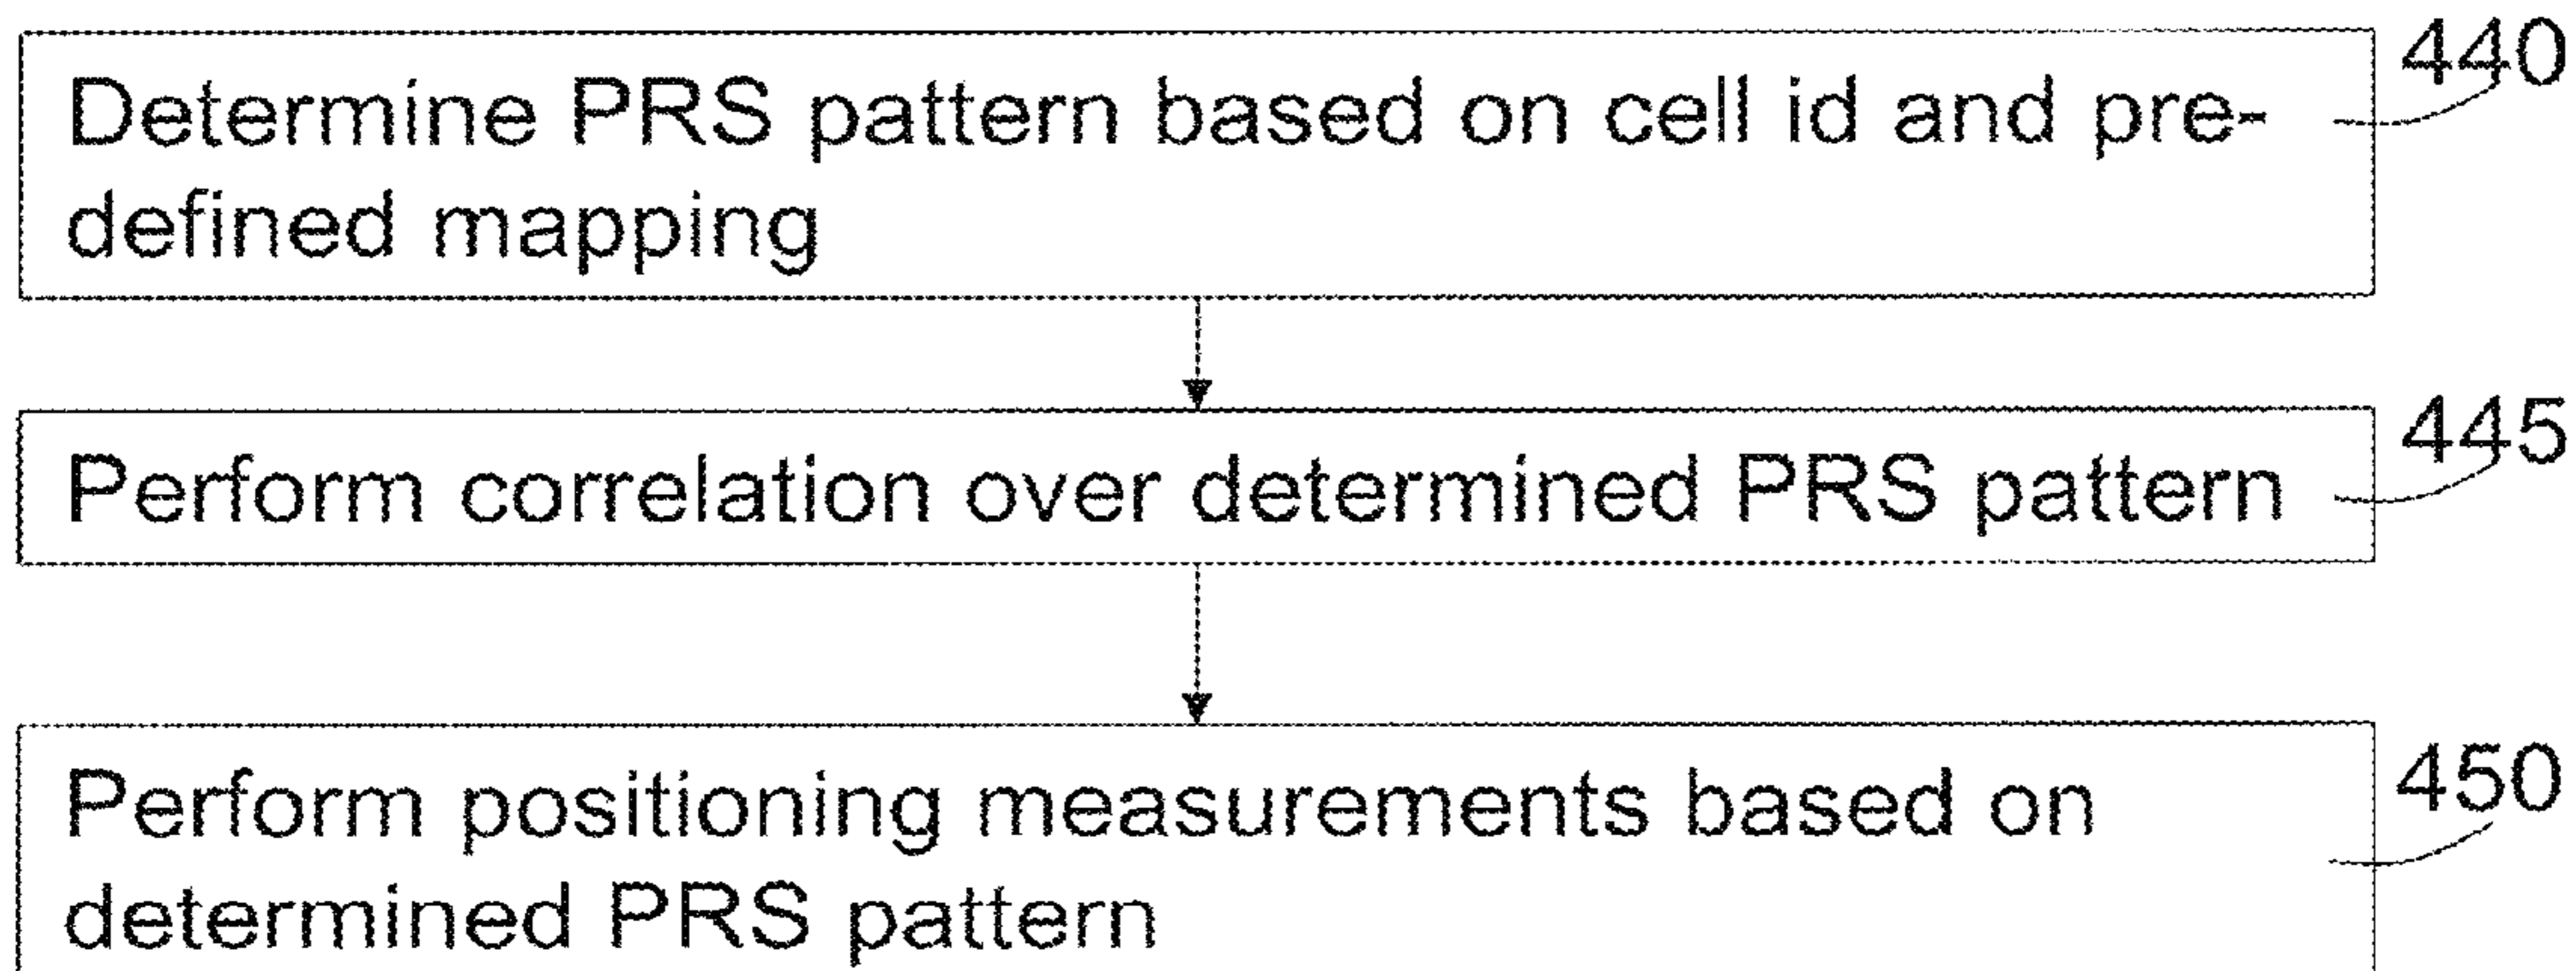 440
Determine PRS pattern based on cell id and pre-
defined mapping
445
Perform correlation over determined PRS pattern
450
Perform positioning measurements based on
determined PRS pattern